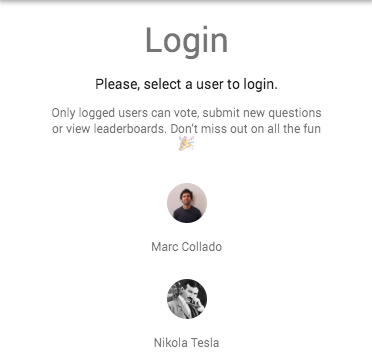 Login
Please, select a user to login.
Only logged users can vote, submit new questions
or view leaderboards. Don't miss out on all the fun
🎉
Marc Collado
Nikola Tesla